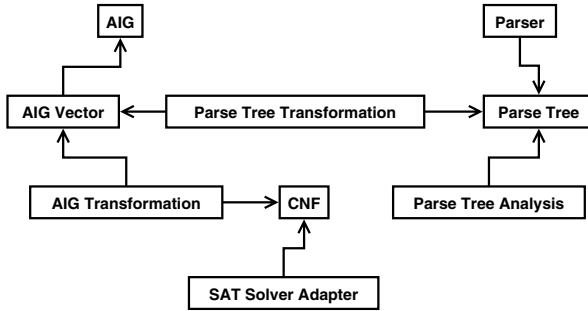 AIG
Parser
AIG Vector
Parse Tree Transformation
Parse Tree
AIG Transformation
CNF
Parse Tree Analysis
SAT Solver Adapter